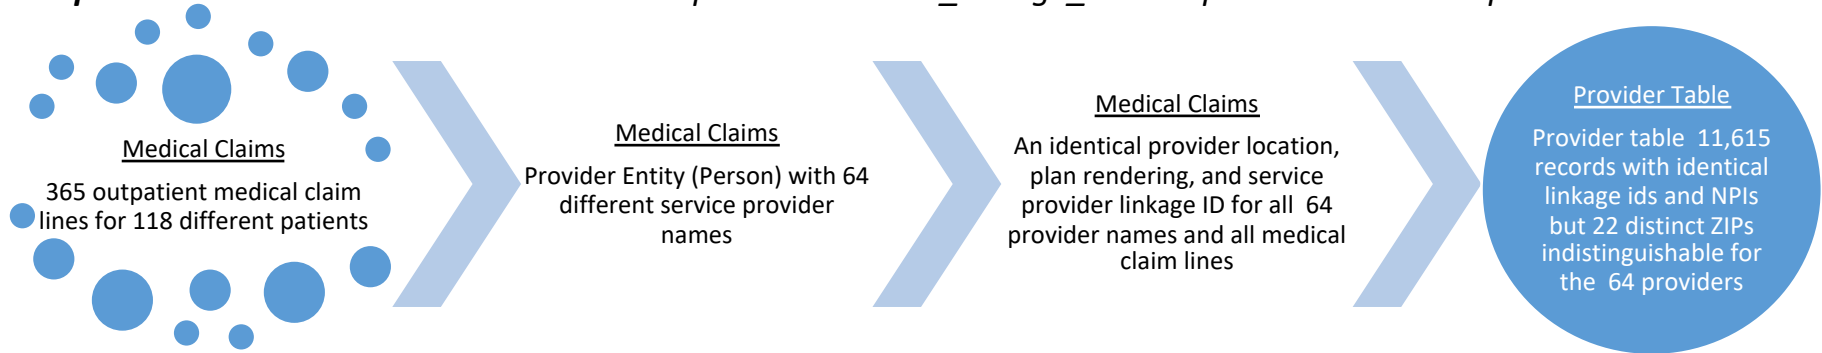 Medical Claims
365 outpatient medical claim
lines for 118 different patients
Medical Claims
Provider Entity (Person) with 64
different service provider
names
Medical Claims
An identical provider location,
plan rendering, and service
provider linkage ID for all 64
provider names and all medical
claim lines
Provider Table
Provider table 11,615
records with identical
linkage ids and NPIs
but 22 distinct ZIPs
indistinguishable for
the 64 providers